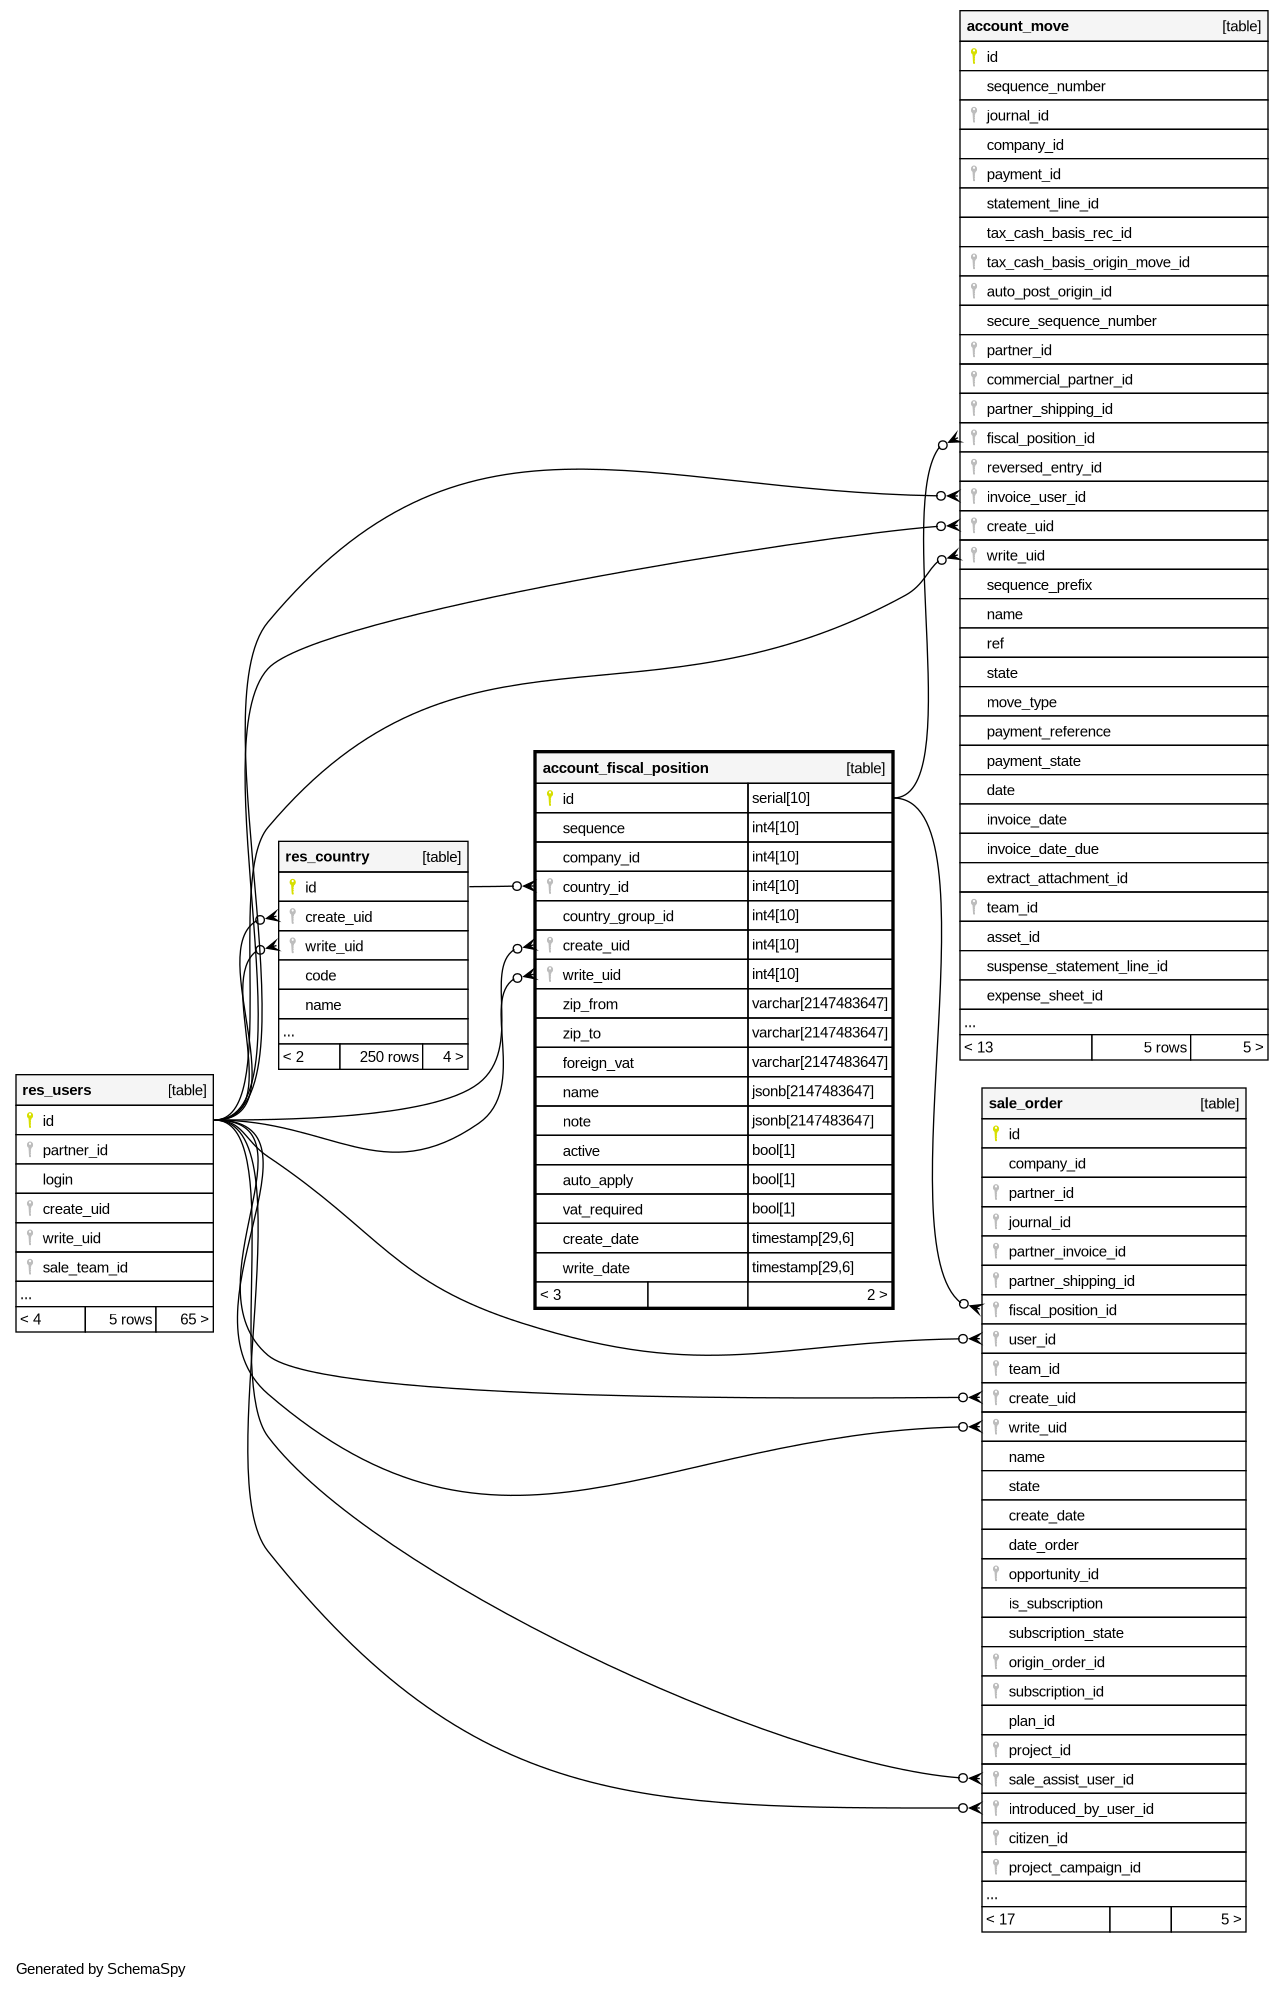 account_move [table]
id
sequence_number
journal_id
company_id
payment_id
statement_line_id
tax_cash_basis_rec_id
tax_cash_basis_origin_move_id
auto_post_origin_id
secure_sequence_number
partner_id
commercial_partner_id
partner_shipping_id
fiscal_position_id
reversed_entry_id
invoice_user_id
create_uid
write_uid
sequence_prefix
name
ref
state
move_type
payment_reference
payment_state
date
invoice_date
invoice_date_due
extract_attachment_id
team_id
asset_id
suspense_statement_line_id
expense_sheet_id
...
< 13 5 rows 5 >
account_fiscal_position [table]
id serial[10]
sequence int4[10]
company_id int4[10]
country_id int4[10]
country_group_id int4[10]
create_uid int4[10]
write_uid int4[10]
zip_from varchar[2147483647]
zip_to varchar[2147483647]
foreign_vat varchar[2147483647]
name jsonb[2147483647]
note jsonb[2147483647]
active bool[1]
auto_apply bool[1]
vat_required bool[1]
create_date timestamp[29,6]
write_date timestamp[29,6]
< 3 2 >
res_country [table]
id
create_uid
write_uid
code
name
...
< 2 250 rows 4 >
res_users [table]
id
partner_id
login
create_uid
write_uid
sale_team_id
...
< 4 5 rows 65 >
sale_order [table]
id
company_id
partner_id
journal_id
partner_invoice_id
partner_shipping_id
fiscal_position_id
user_id
team_id
create_uid
write_uid
name
state
create_date
date_order
opportunity_id
is_subscription
subscription_state
origin_order_id
subscription_id
plan_id
project_id
sale_assist_user_id
introduced_by_user_id
citizen_id
project_campaign_id
...
< 17 5 >
Generated by SchemaSpy